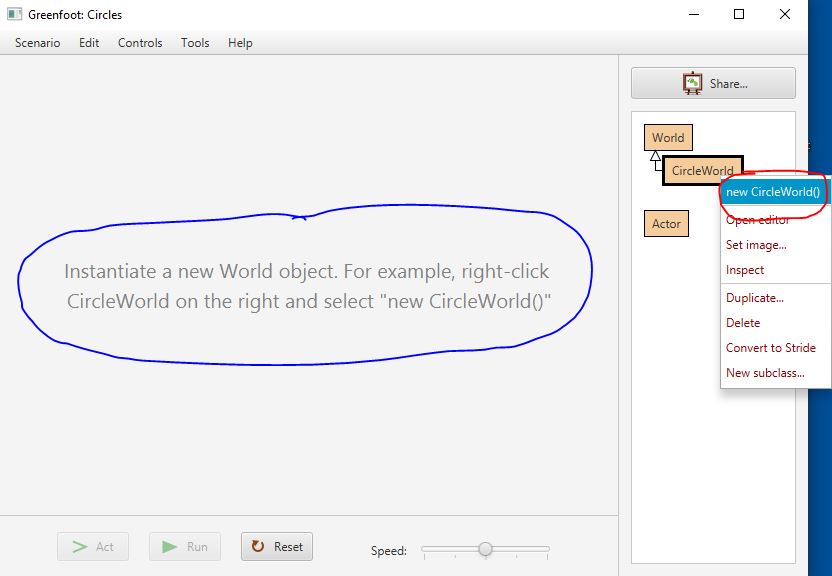 Greenfoot: Circles
Scenario Edit Controls Tools Help
Share...
World
CircleWorld
new CircleWorld()
Open editor
Actor
Set image...
Inspect
Duplicate...
Delete
Convert to Stride
New subclass...
Instantiate a new World object. For example, right-click
CircleWorld on the right and select "new CircleWorld()"
Act Run Reset Speed: